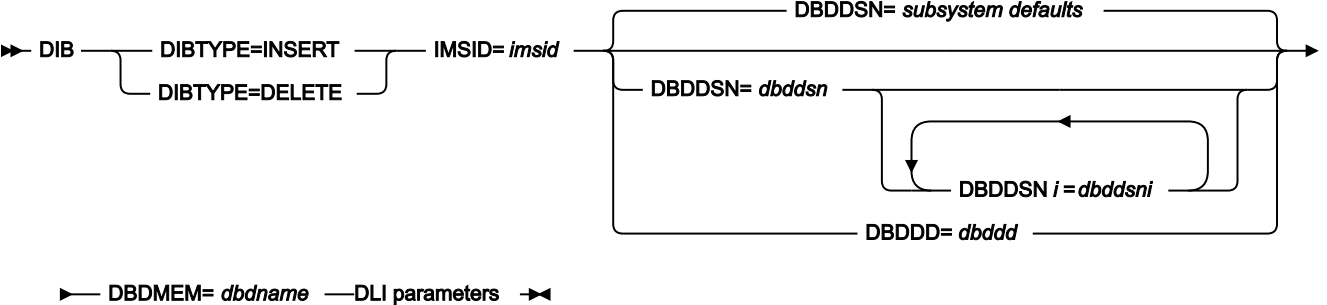 DBDDSN= subsystem defaults
DIB DIBTYPE=INSERT IMSID= imsid
DIBTYPE=DELETE DBDDSN= dbddsn
DBDDSN i = dbddsni
DBDDD= dbddd
DBDMEM= dbdname DLI parameters